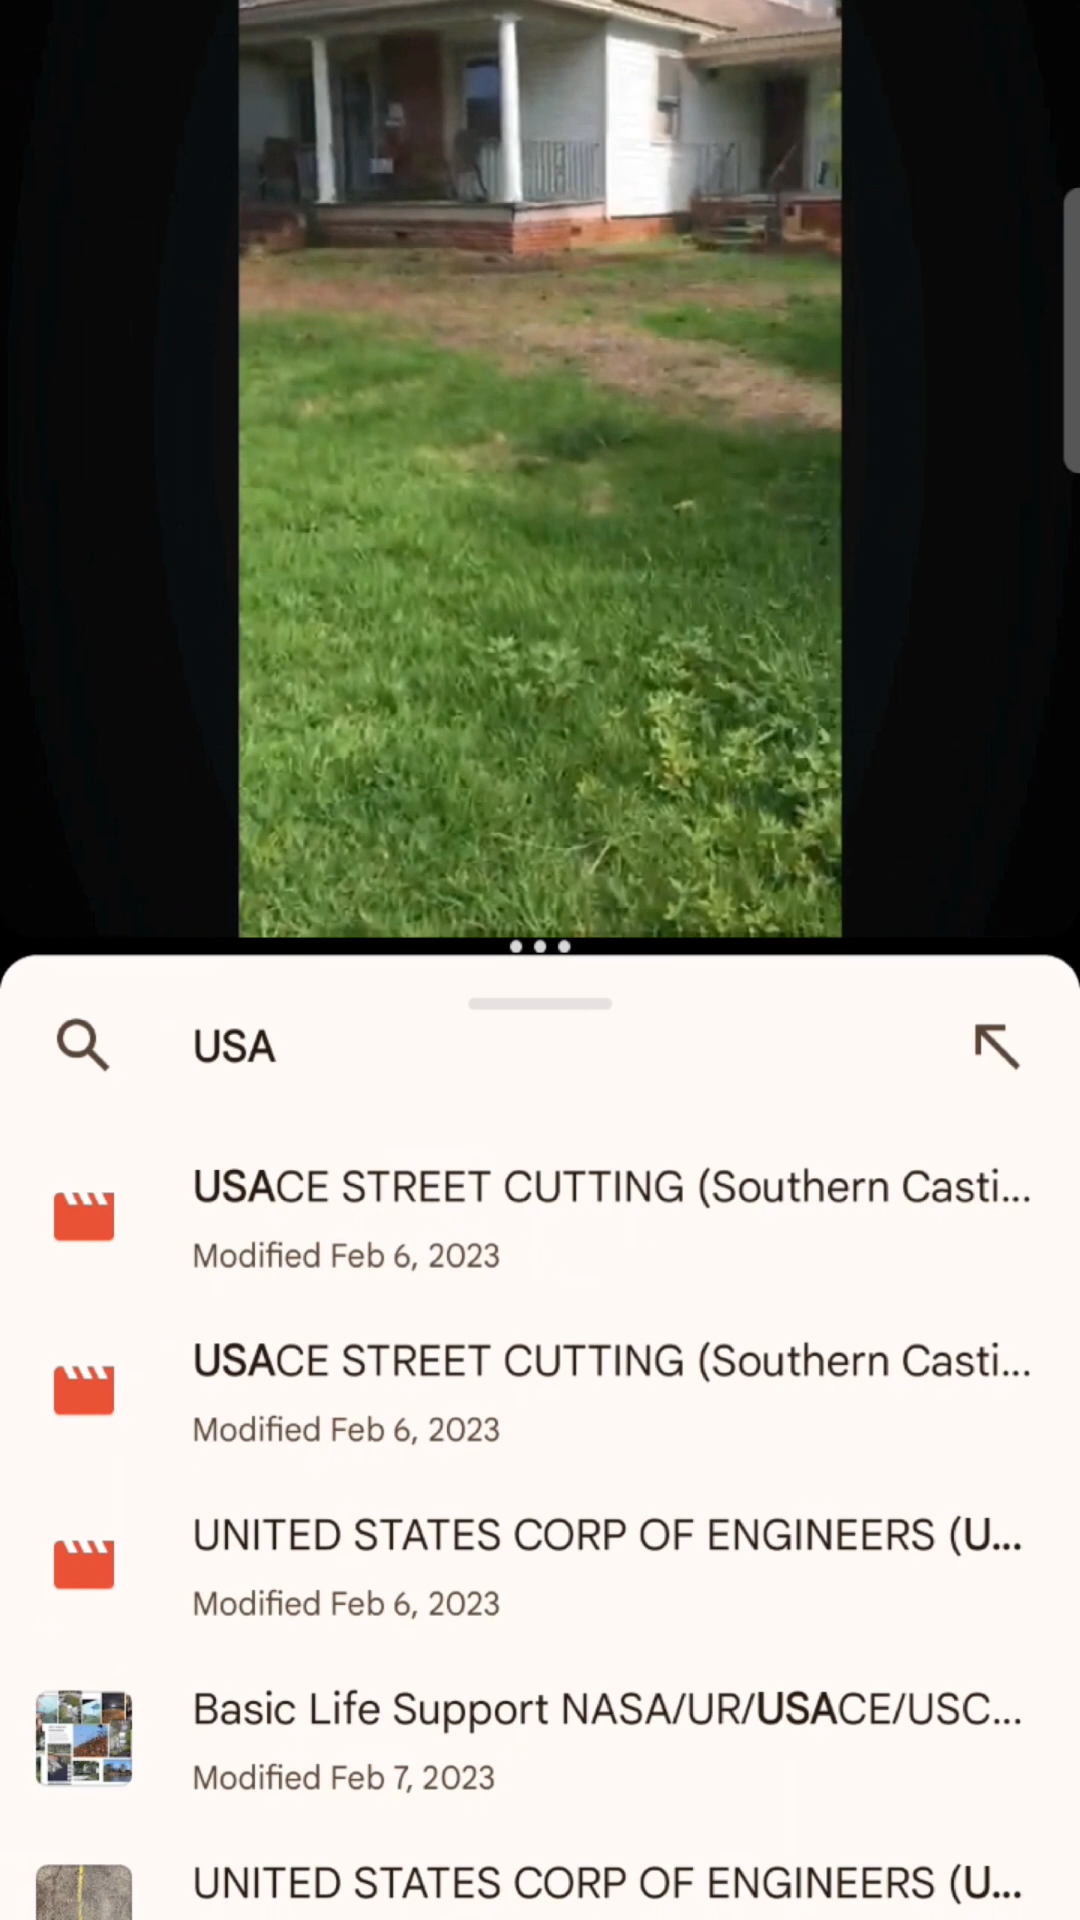 USA
USACE STREET CUTTING (Southern Casti...
Modified Feb 6, 2023
USACE STREET CUTTING (Southern Casti...
Modified Feb 6, 2023
UNITED STATES CORP OF ENGINEERS (U...
Modified Feb 6, 2023
Basic Life Support NASA/UR/USACE/USC...
Modified Feb 7, 2023
UNITED STATES CORP OF ENGINEERS (U...